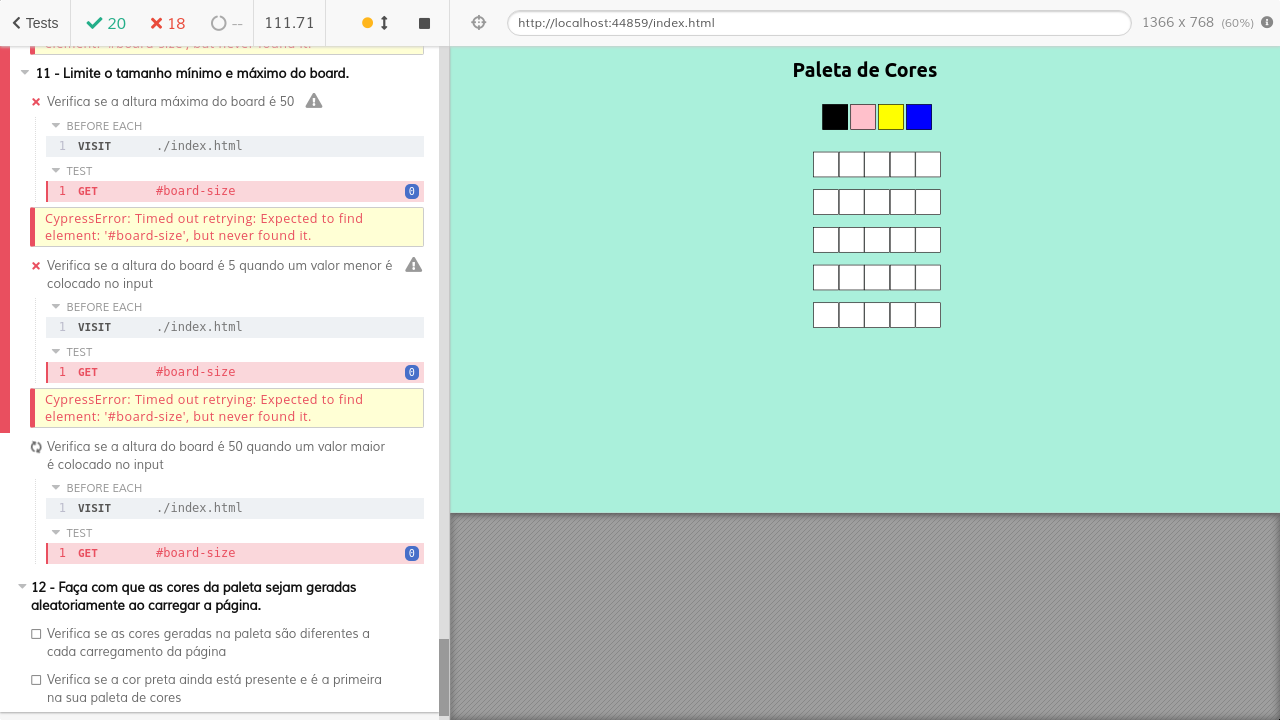 Tests
20
18
--
111.71
http://localhost:44859/index.html
1366 x 768 (60%)
element: '#board-size', but never found it.
11 - Limite o tamanho mínimo e máximo do board.
Verifica se a altura máxima do board é 50
BEFORE EACH
1 VISIT ./index.html
TEST
1 GET #board-size 0
CypressError: Timed out retrying: Expected to find
element: '#board-size', but never found it.
Verifica se a altura do board é 5 quando um valor menor é
colocado no input
BEFORE EACH
1 VISIT ./index.html
TEST
1 GET #board-size 0
CypressError: Timed out retrying: Expected to find
element: '#board-size', but never found it.
Verifica se a altura do board é 50 quando um valor maior
é colocado no input
BEFORE EACH
1 VISIT ./index.html
TEST
1 GET #board-size 0
12 - Faça com que as cores da paleta sejam geradas
aleatoriamente ao carregar a página.
Verifica se as cores geradas na paleta são diferentes a
cada carregamento da página
Verifica se a cor preta ainda está presente e é a primeira
na sua paleta de cores
Paleta de Cores